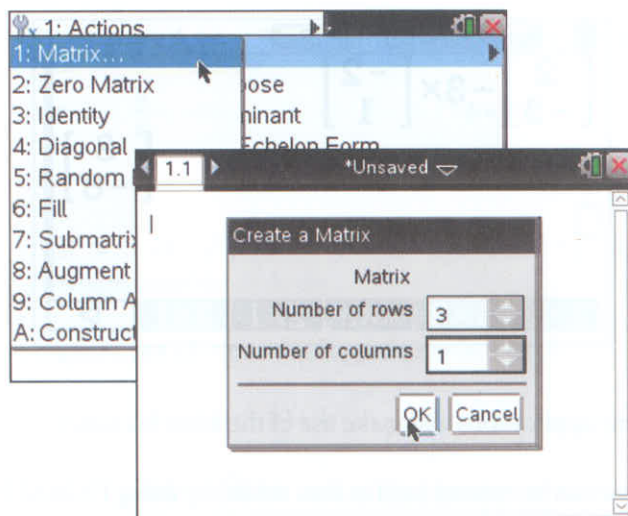 1: Actions
1: Matrix...
2: Zero Matrix
3: Identity
4: Diagonal
Echelon Form
5: Random
6: Fill
7: Submatrix
8: Augment
9: Column A
A: Construct
1.1
*Unsaved
Create a Matrix
Matrix
Number of rows 3
Number of columns 1
OK Cancel